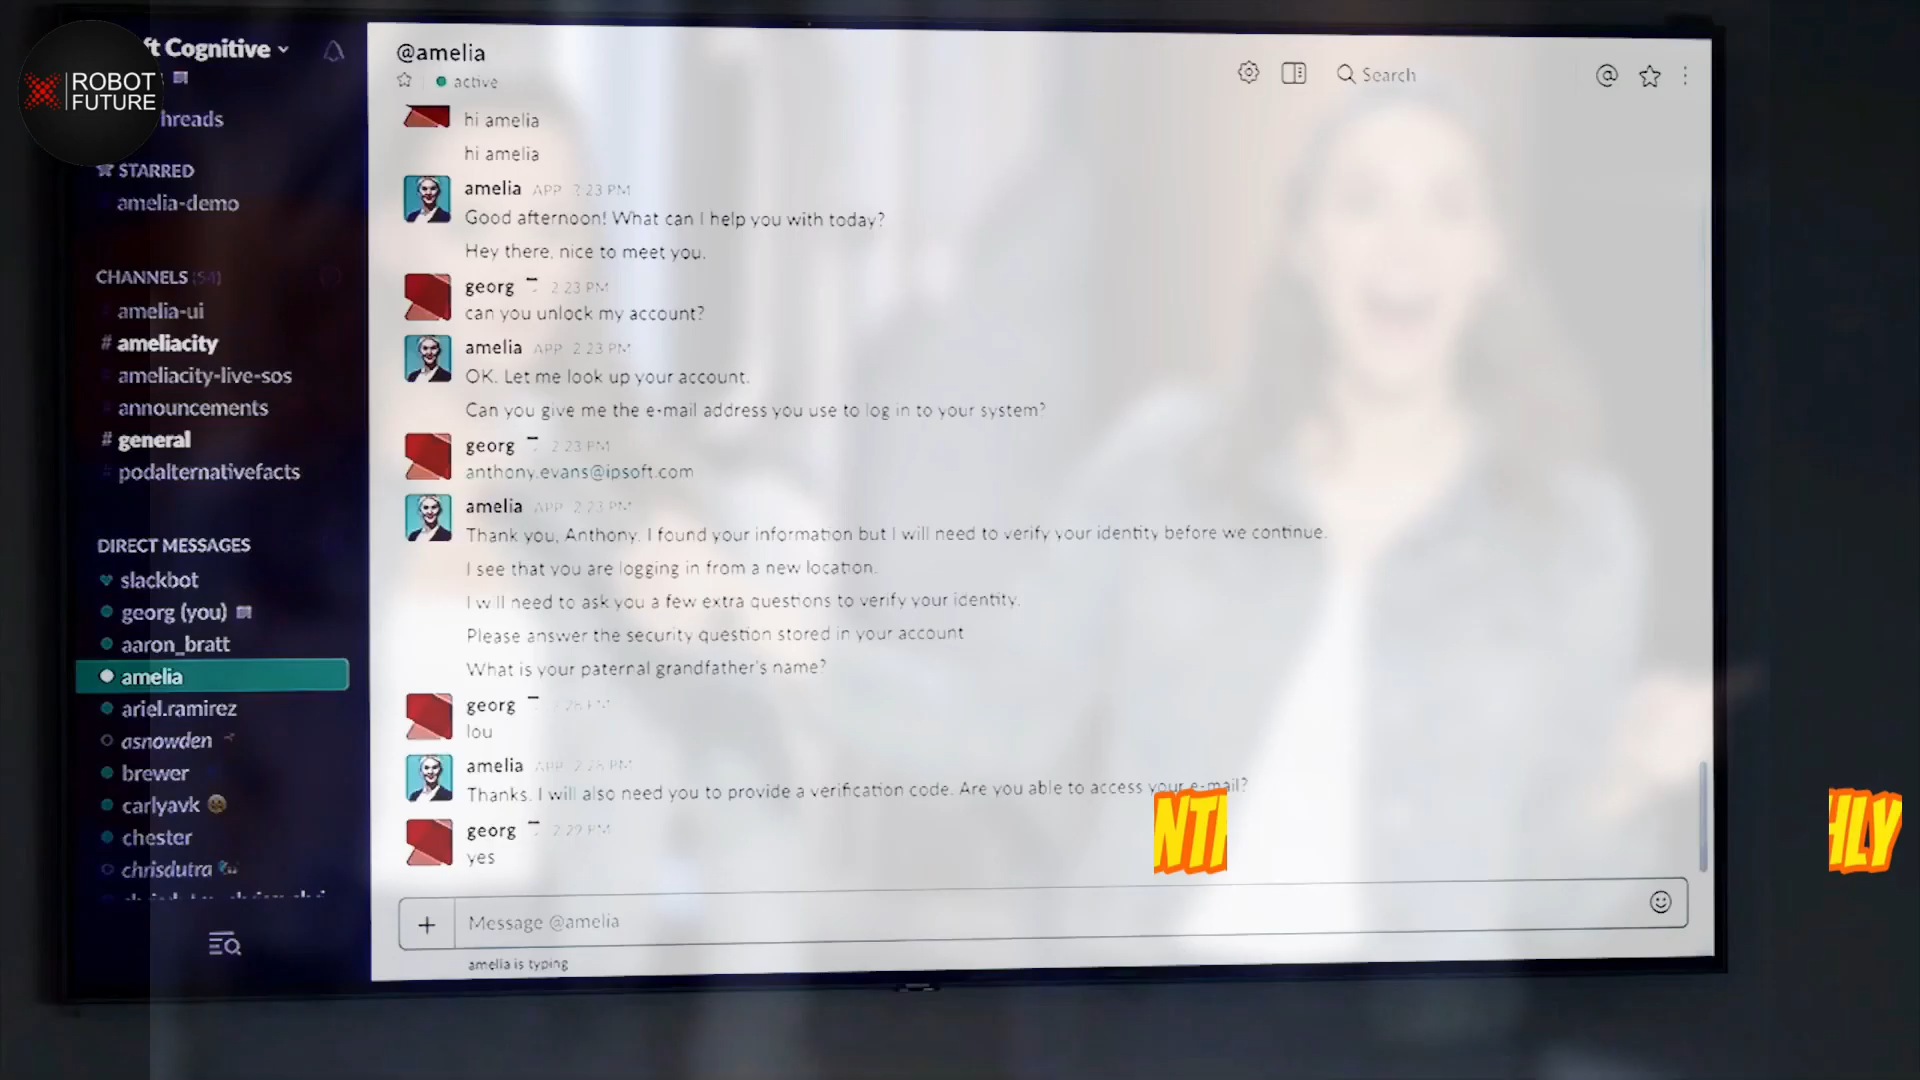 ROBOT
FUTURE
ft Cognitive
hreads
STARRED
amelia-demo
CHANNELS (54)
amelia-ui
# ameliacity
ameliacity-live-sos
announcements
# general
podalternativefacts
DIRECT MESSAGES
slackbot
georg (you)
aaron_bratt
amelia
ariel.ramirez
asnowden
brewer
carlyavk
chester
chrisdutra
@amelia
active
Search
hi amelia
hi amelia
amelia APP 2:23 PM
Good afternoon! What can I help you with today?
Hey there, nice to meet you.
georg 2:23 PM
can you unlock my account?
amelia APP 2:23 PM
OK. Let me look up your account.
Can you give me the e-mail address you use to log in to your system?
georg 2:23 PM
anthony.evans@ipsoft.com
amelia APP 2:23 PM
Thank you, Anthony. I found your information but I will need to verify your identity before we continue.
I see that you are logging in from a new location.
I will need to ask you a few extra questions to verify your identity.
Please answer the security question stored in your account
What is your paternal grandfather's name?
georg
lou
amelia APP
Thanks. I will also need you to provide a verification code. Are you able to access your e-mail?
georg 2:29 PM
yes
NTH
HLY
Message @amelia
amelia is typing